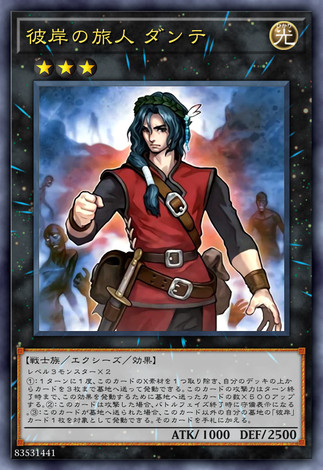 彼岸の旅人 ダンテ
光
【戦士族／エクシーズ／効果】
レベル３モンスター×２
①：１ターンに１度、このカードのX素材を１つ取り除き、自分のデッキの上か
らカードを３枚まで墓地へ送って発動できる。このカードの攻撃力はターン終
了時まで、この効果を発動するために墓地へ送ったカードの数×５００アップ
する。②：このカードは攻撃した場合、バトルフェイズ終了時に守備表示になる
。③：このカードが墓地へ送られた場合、このカード以外の自分の墓地の「彼岸」
カード１枚を対象として発動できる。そのカードを手札に加える。
ATK/ 1000 DEF/2500
83531441